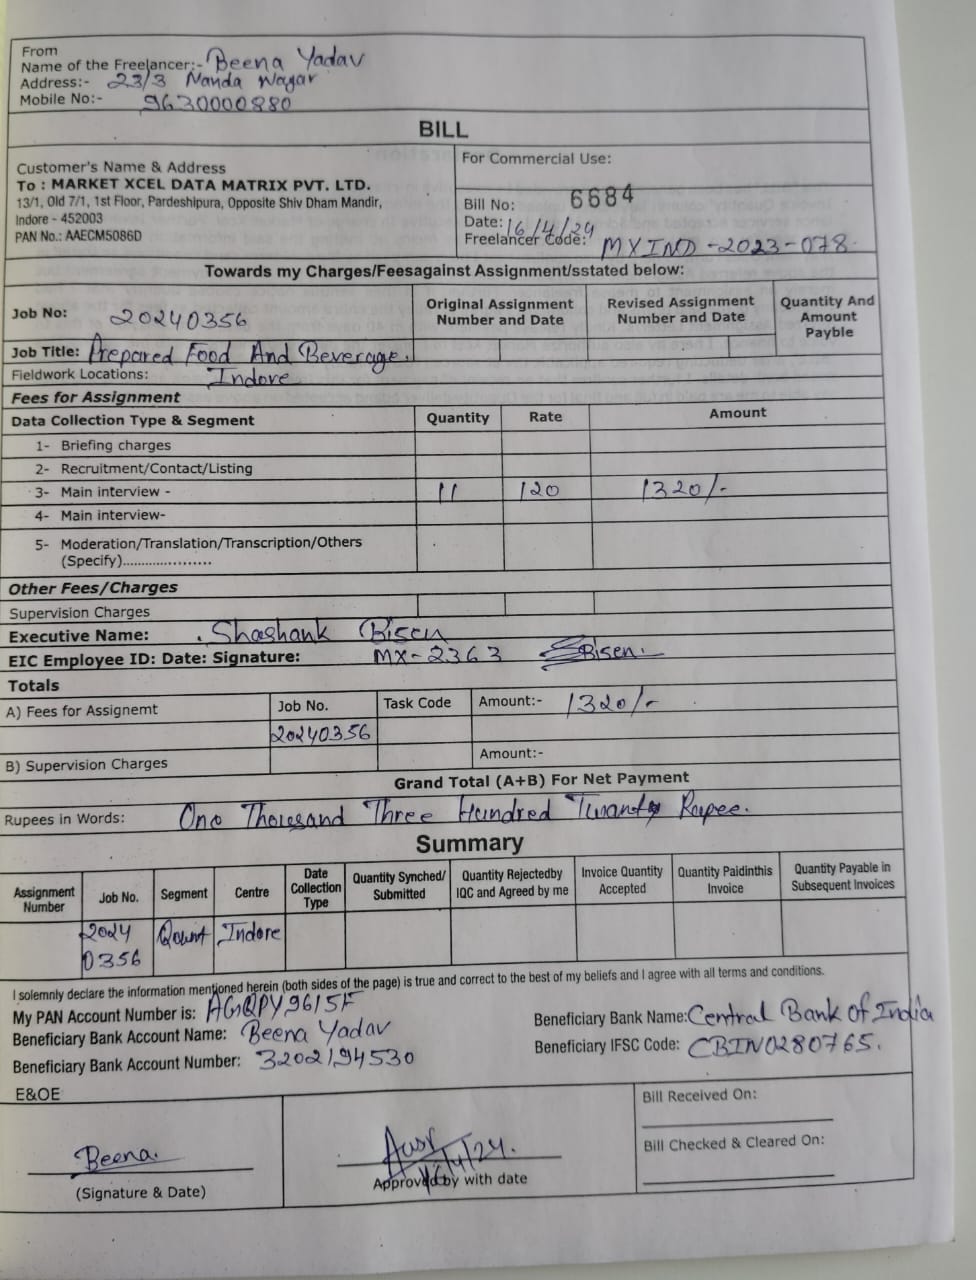 From
Name of the Freelancer:- Beena Yadav
Address:- 23/3 Nanda Nagar
Mobile No:- 9630000880
BILL
Customer's Name & Address
To : MARKET XCEL DATA MATRIX PVT. LTD.
13/1, Old 7/1, 1st Floor, Pardeshipura, Opposite Shiv Dham Mandir,
Indore - 452003
PAN No.: AAECM5086D
For Commercial Use:
Bill No: 6684
Date: 16/4/24
Freelancer Code: MXIND-2023-078
Towards my Charges/Feesagainst Assignment/sstated below:
Job No: 20240356
Original Assignment Number and Date
Revised Assignment Number and Date
Quantity And Amount Payble
Job Title: Prepared Food And Beverage.
Fieldwork Locations: Indore
Fees for Assignment
Data Collection Type & Segment Quantity Rate Amount
1- Briefing charges
2- Recruitment/Contact/Listing
3- Main interview - 11 120 1320/-
4- Main interview-
5- Moderation/Translation/Transcription/Others
(Specify)......................
Other Fees/Charges
Supervision Charges
Executive Name: Shashank Bisen
EIC Employee ID: Date: Signature: MX-2363 Bisen
Totals
A) Fees for Assignemt Job No. Task Code Amount:- 1320/-
20240356
B) Supervision Charges Amount:-
Grand Total (A+B) For Net Payment
Rupees in Words: One Thousand Three Hundred Twanty Rupee.
Summary
Assignment Number Job No. Segment Centre Date Collection Type Quantity Synched/ Submitted Quantity Rejectedby IQC and Agreed by me Invoice Quantity Accepted Quantity Paidinthis Invoice Quantity Payable in Subsequent Invoices
2024 Indore
0356
I solemnly declare the information mentioned herein (both sides of the page) is true and correct to the best of my beliefs and I agree with all terms and conditions.
My PAN Account Number is: AGQPY9615F
Beneficiary Bank Account Name: Beena Yadav
Beneficiary Bank Account Number: 3202194530
Beneficiary Bank Name: Central Bank Of India
Beneficiary IFSC Code: CBIN0280765.
E&OE
Beena.
(Signature & Date)
Approved by with date
Bill Received On:
Bill Checked & Cleared On: